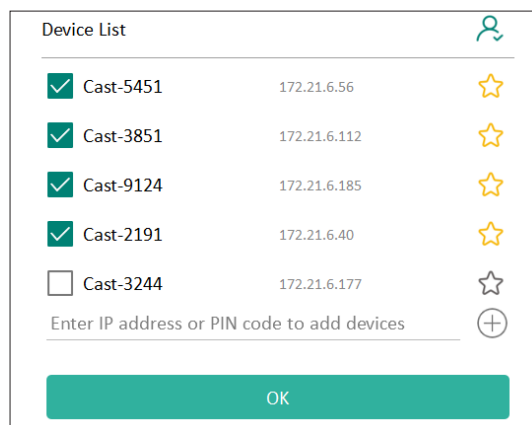 Device List
Cast-5451 172.21.6.56
Cast-3851 172.21.6.112
Cast-9124 172.21.6.185
Cast-2191 172.21.6.40
Cast-3244 172.21.6.177
Enter IP address or PIN code to add devices
OK